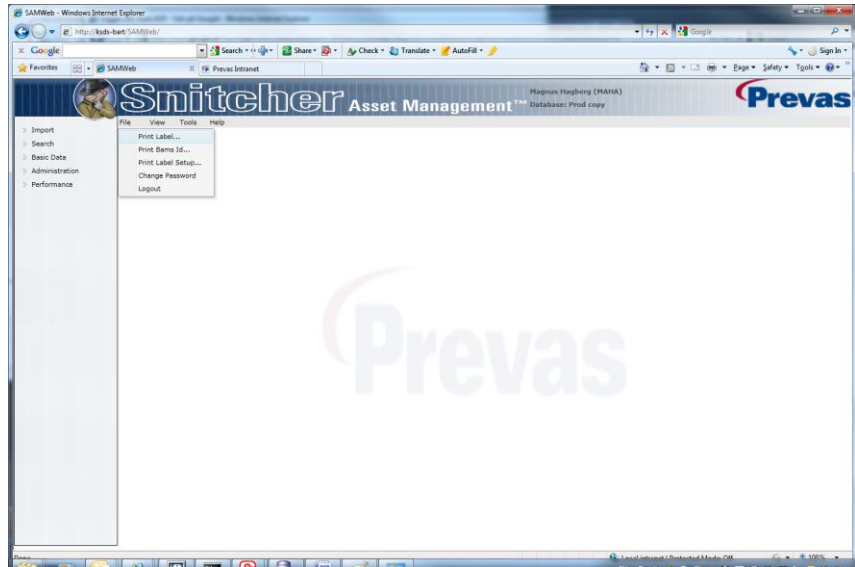 SAMWeb - Windows Internet Explorer
http://ksds-bart/SAMWeb/
Google
x Google Search Share Check Translate AutoFill Sign In
Favorites SAMWeb x Prevas Intranet Page Safety Tools
Snitcher Asset Management™
Magnus Hagberg (MAHA)
Database: Prod copy
Prevas
File View Tools Help
Import
Search
Basic Data
Administration
Performance
Print Label...
Print Bams Id...
Print Label Setup...
Change Password
Logout
Prevas
Done
Local intranet | Protected Mode: Off
100%